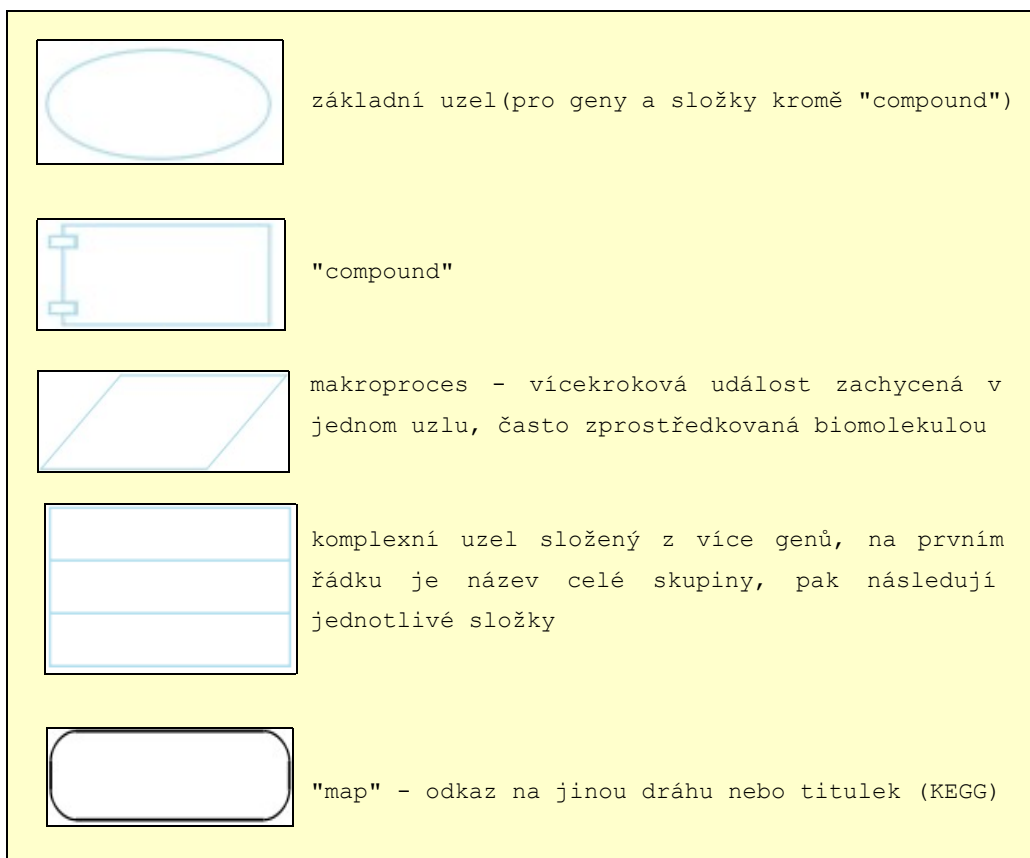 základní uzel(pro geny a složky kromě "compound")
"compound"
makroproces - vícekroková událost zachycená v
jednom uzlu, často zprostředkovaná biomolekulou
komplexní uzel složený z více genů, na prvním
řádku je název celé skupiny, pak následují
jednotlivé složky
"map" - odkaz na jinou dráhu nebo titulek (KEGG)